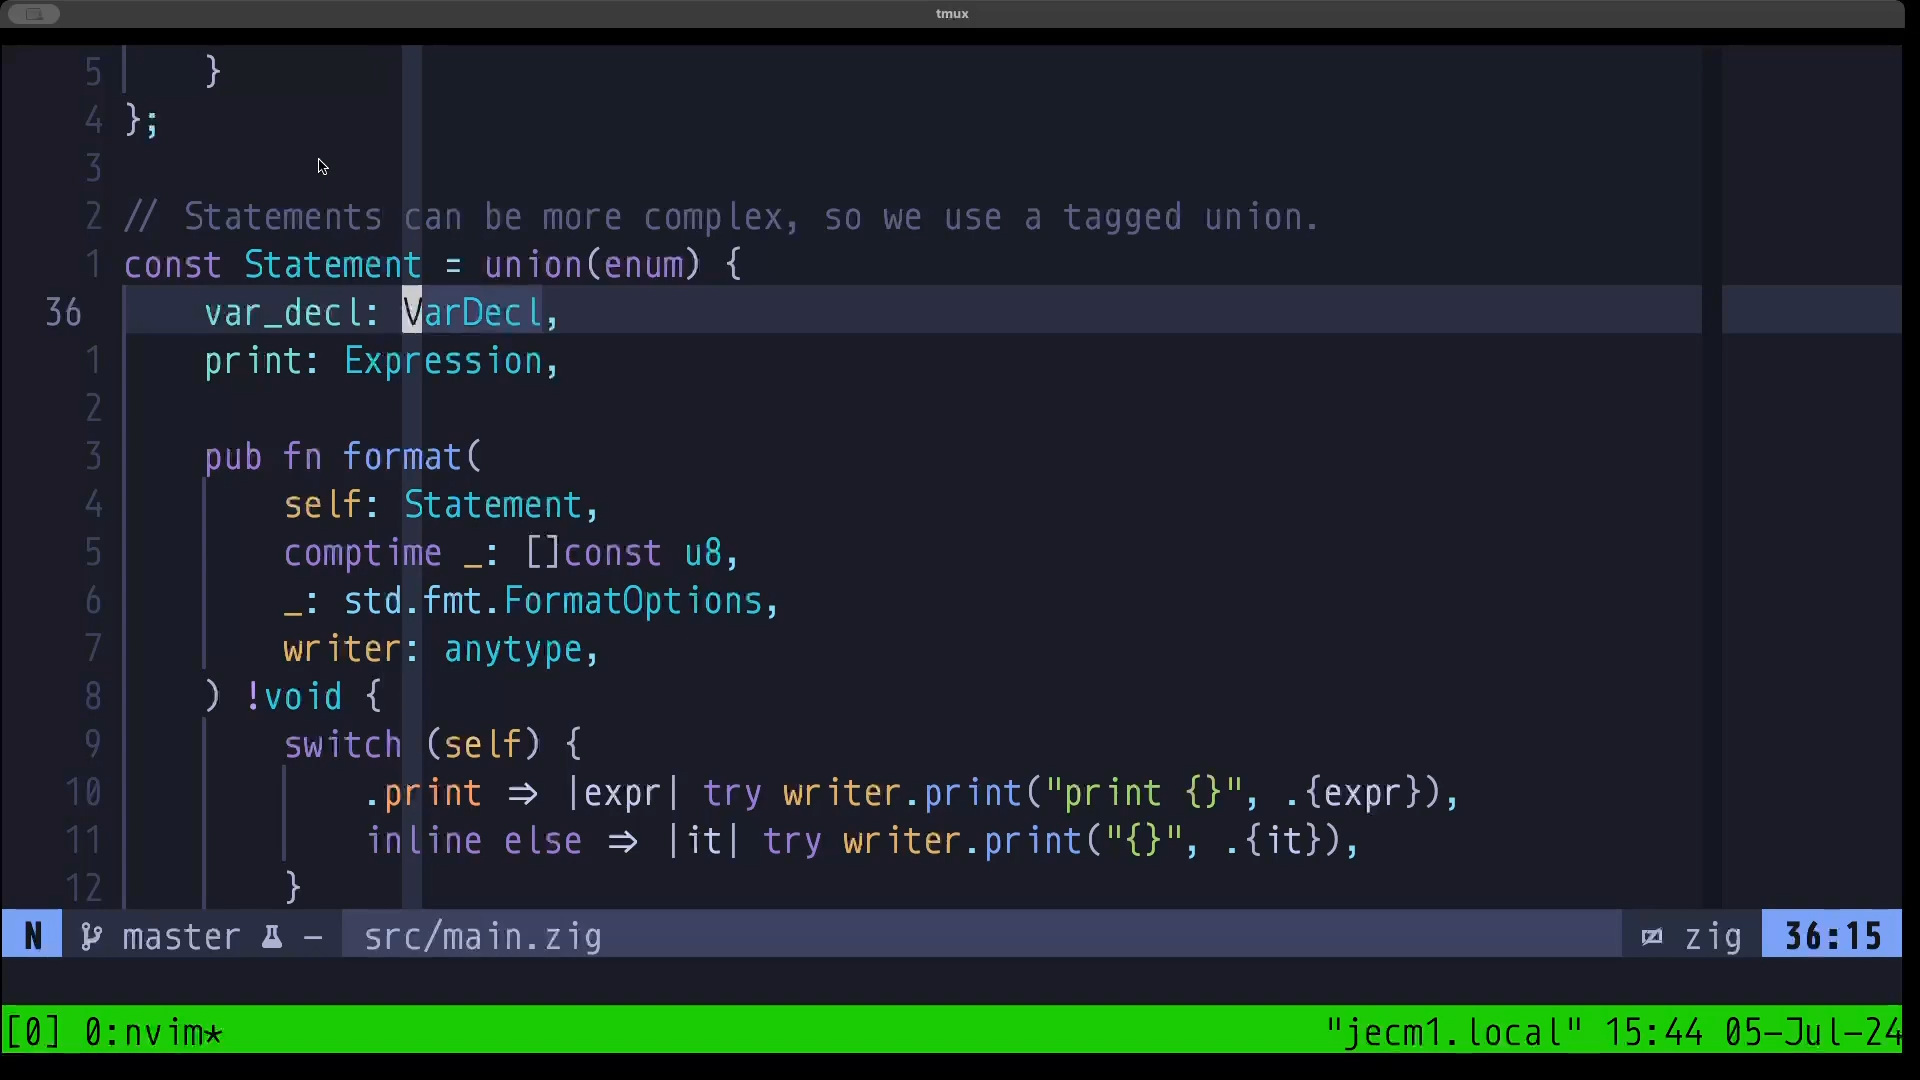 tmux
5 }
4 };
3
2 // Statements can be more complex, so we use a tagged union.
1 const Statement = union(enum) {
36 var_decl: VarDecl,
1 print: Expression,
2
3 pub fn format(
4 self: Statement,
5 comptime _: []const u8,
6 _: std.fmt.FormatOptions,
7 writer: anytype,
8 ) !void {
9 switch (self) {
10 .print => |expr| try writer.print("print {}", .{expr}),
11 inline else => |it| try writer.print("{}", .{it}),
12 }
N master – src/main.zig zig 36:15
[0] 0:nvim* "jecm1.local" 15:44 05-Jul-24